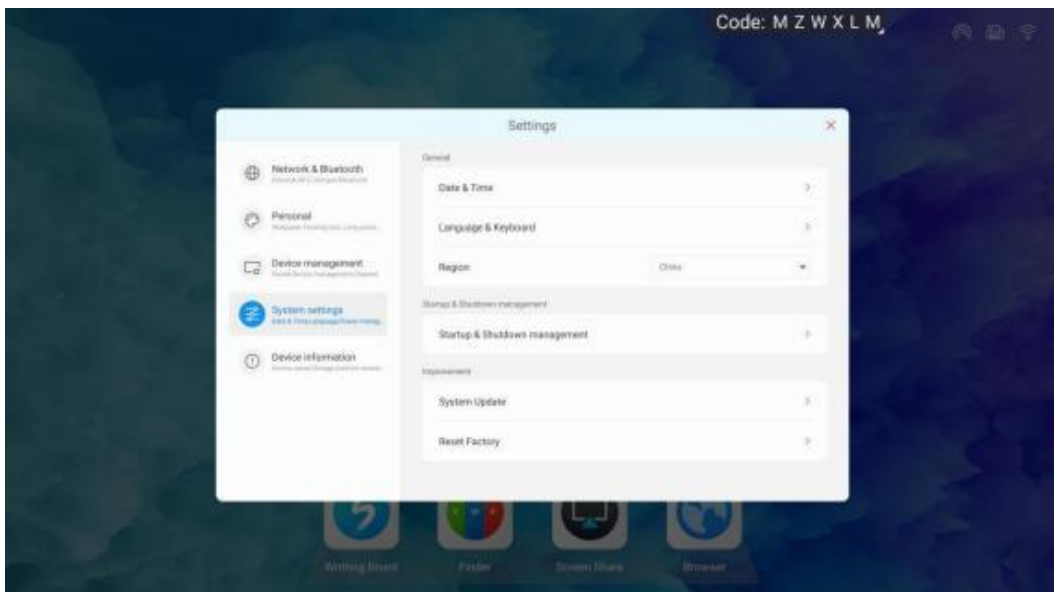 Code: M Z W X L M
Settings
Network & Bluetooth
Personal
Device management
System settings
Device information
General
Date & Time
Language & Keyboard
Region
China
Startup & Shutdown management
Startup & Shutdown management
Improvement
System Update
Reset Factory
Writing Board
Finder
Screen Share
Browser